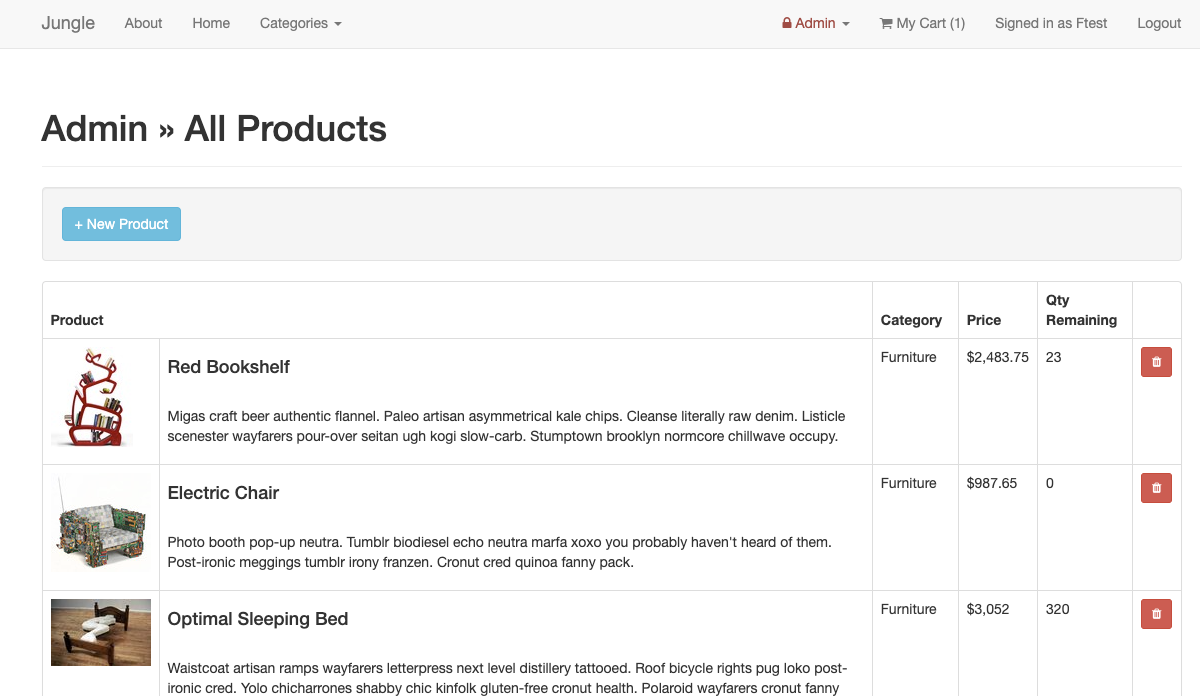 Jungle About Home Categories Admin My Cart (1) Signed in as Ftest Logout
Admin » All Products
+ New Product
Product Category Price Qty Remaining
Red Bookshelf Furniture $2,483.75 23
Migas craft beer authentic flannel. Paleo artisan asymmetrical kale chips. Cleanse literally raw denim. Listicle
scenester wayfarers pour-over seitan ugh kogi slow-carb. Stumptown brooklyn normcore chillwave occupy.
Electric Chair Furniture $987.65 0
Photo booth pop-up neutra. Tumblr biodiesel echo neutra marfa xoxo you probably haven't heard of them.
Post-ironic meggings tumblr irony franzen. Cronut cred quinoa fanny pack.
Optimal Sleeping Bed Furniture $3,052 320
Waistcoat artisan ramps wayfarers letterpress next level distillery tattooed. Roof bicycle rights pug loko post-
ironic cred. Yolo chicharrones shabby chic kinfolk gluten-free cronut health. Polaroid wayfarers cronut fanny